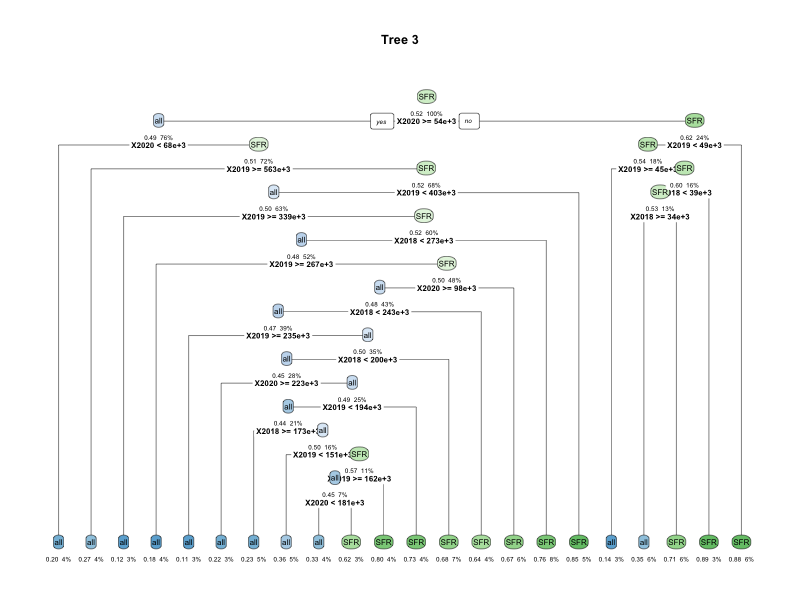 Tree 3
SFR
0.52 100%
all yes X2020 >= 54e+3 no SFR
0.49 76%
X2020 < 68e+3 SFR
SFR 0.62 24%
X2019 < 49e+3
0.51 72%
X2019 >= 563e+3 SFR
0.54 18%
X2019 >= 45e+3 SFR
0.52 68%
all X2019 < 403e+3
0.60 16%
SFR 18 < 39e+3
0.50 63%
X2019 >= 339e+3 SFR
0.53 13%
X2018 >= 34e+3
0.52 60%
all X2018 < 273e+3
0.48 52%
X2019 >= 267e+3 SFR
0.50 48%
all X2020 >= 98e+3
0.48 43%
all X2018 < 243e+3
0.47 39%
X2019 >= 235e+3 all
0.50 35%
all X2018 < 200e+3
0.45 28%
X2020 >= 223e+3 all
0.49 25%
all X2019 < 194e+3
0.44 21%
X2018 >= 173e+3 all
0.50 16%
X2019 < 151e+3 SFR
0.57 11%
all 19 >= 162e+3
0.45 7%
X2020 < 181e+3
all all all all all all all all all SFR SFR SFR SFR SFR SFR SFR SFR all all SFR SFR SFR
0.20 4% 0.27 4% 0.12 3% 0.18 4% 0.11 3% 0.22 3% 0.23 5% 0.36 5% 0.33 4% 0.62 3% 0.80 4% 0.73 4% 0.68 7% 0.64 4% 0.67 6% 0.76 8% 0.85 5% 0.14 3% 0.35 6% 0.71 6% 0.89 3% 0.88 6%